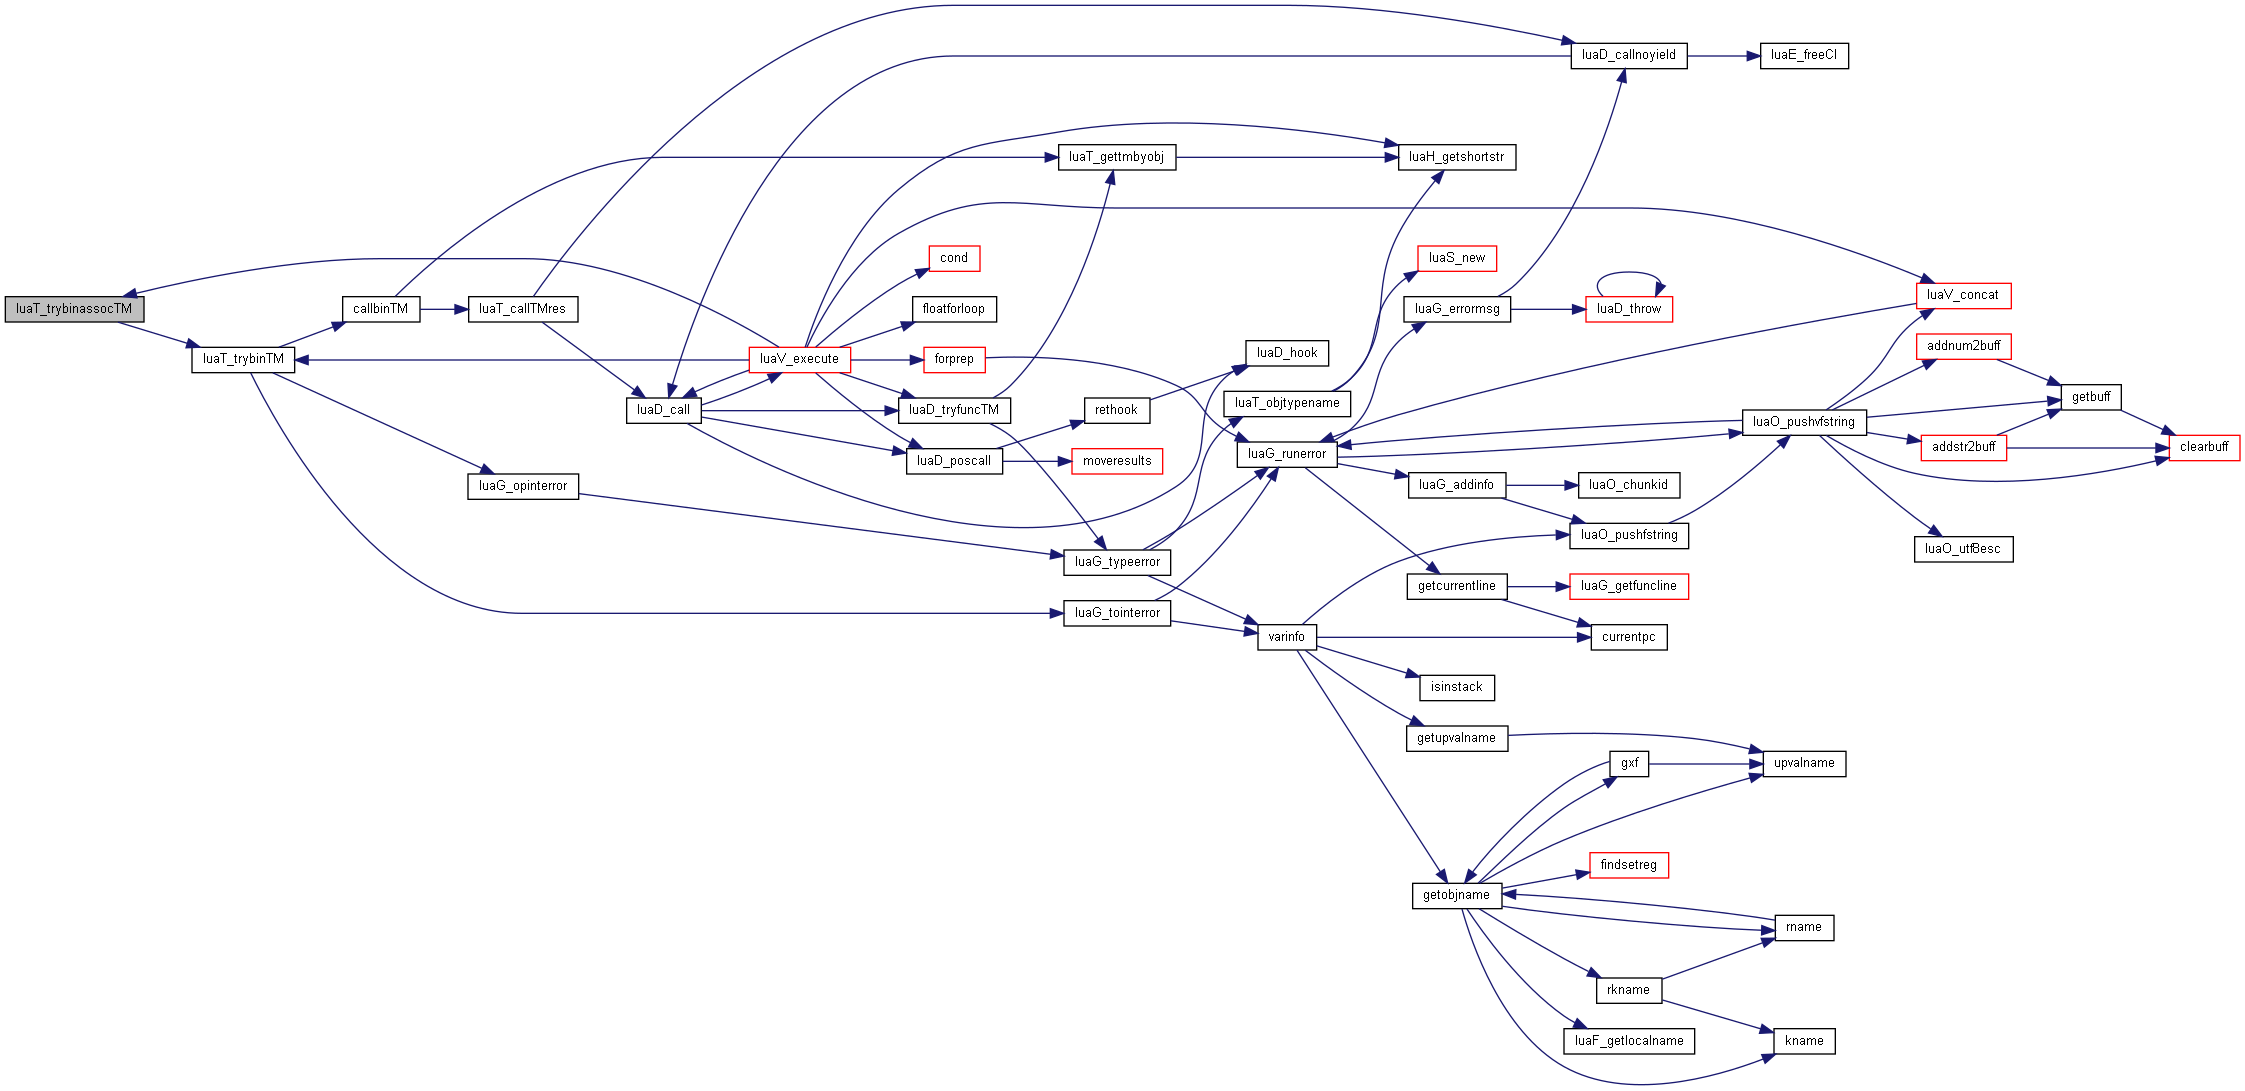 luaT_trybinassocTM
luaT_trybinTM
callbinTM
luaG_opinterror
luaT_callTMres
luaD_call
luaV_execute
cond
floatforloop
forprep
luaD_tryfuncTM
luaD_poscall
luaT_gettmbyobj
rethook
moveresults
luaG_typeerror
luaG_tointerror
luaD_hook
luaT_objtypename
luaG_runerror
varinfo
luaH_getshortstr
luaS_new
luaG_errormsg
luaG_addinfo
getcurrentline
isinstack
getupvalname
getobjname
luaD_callnoyield
luaD_throw
luaO_chunkid
luaO_pushfstring
luaG_getfuncline
currentpc
gxf
findsetreg
rkname
luaF_getlocalname
luaE_freeCI
luaO_pushvfstring
upvalname
rname
kname
luaV_concat
addnum2buff
addstr2buff
luaO_utf8esc
getbuff
clearbuff